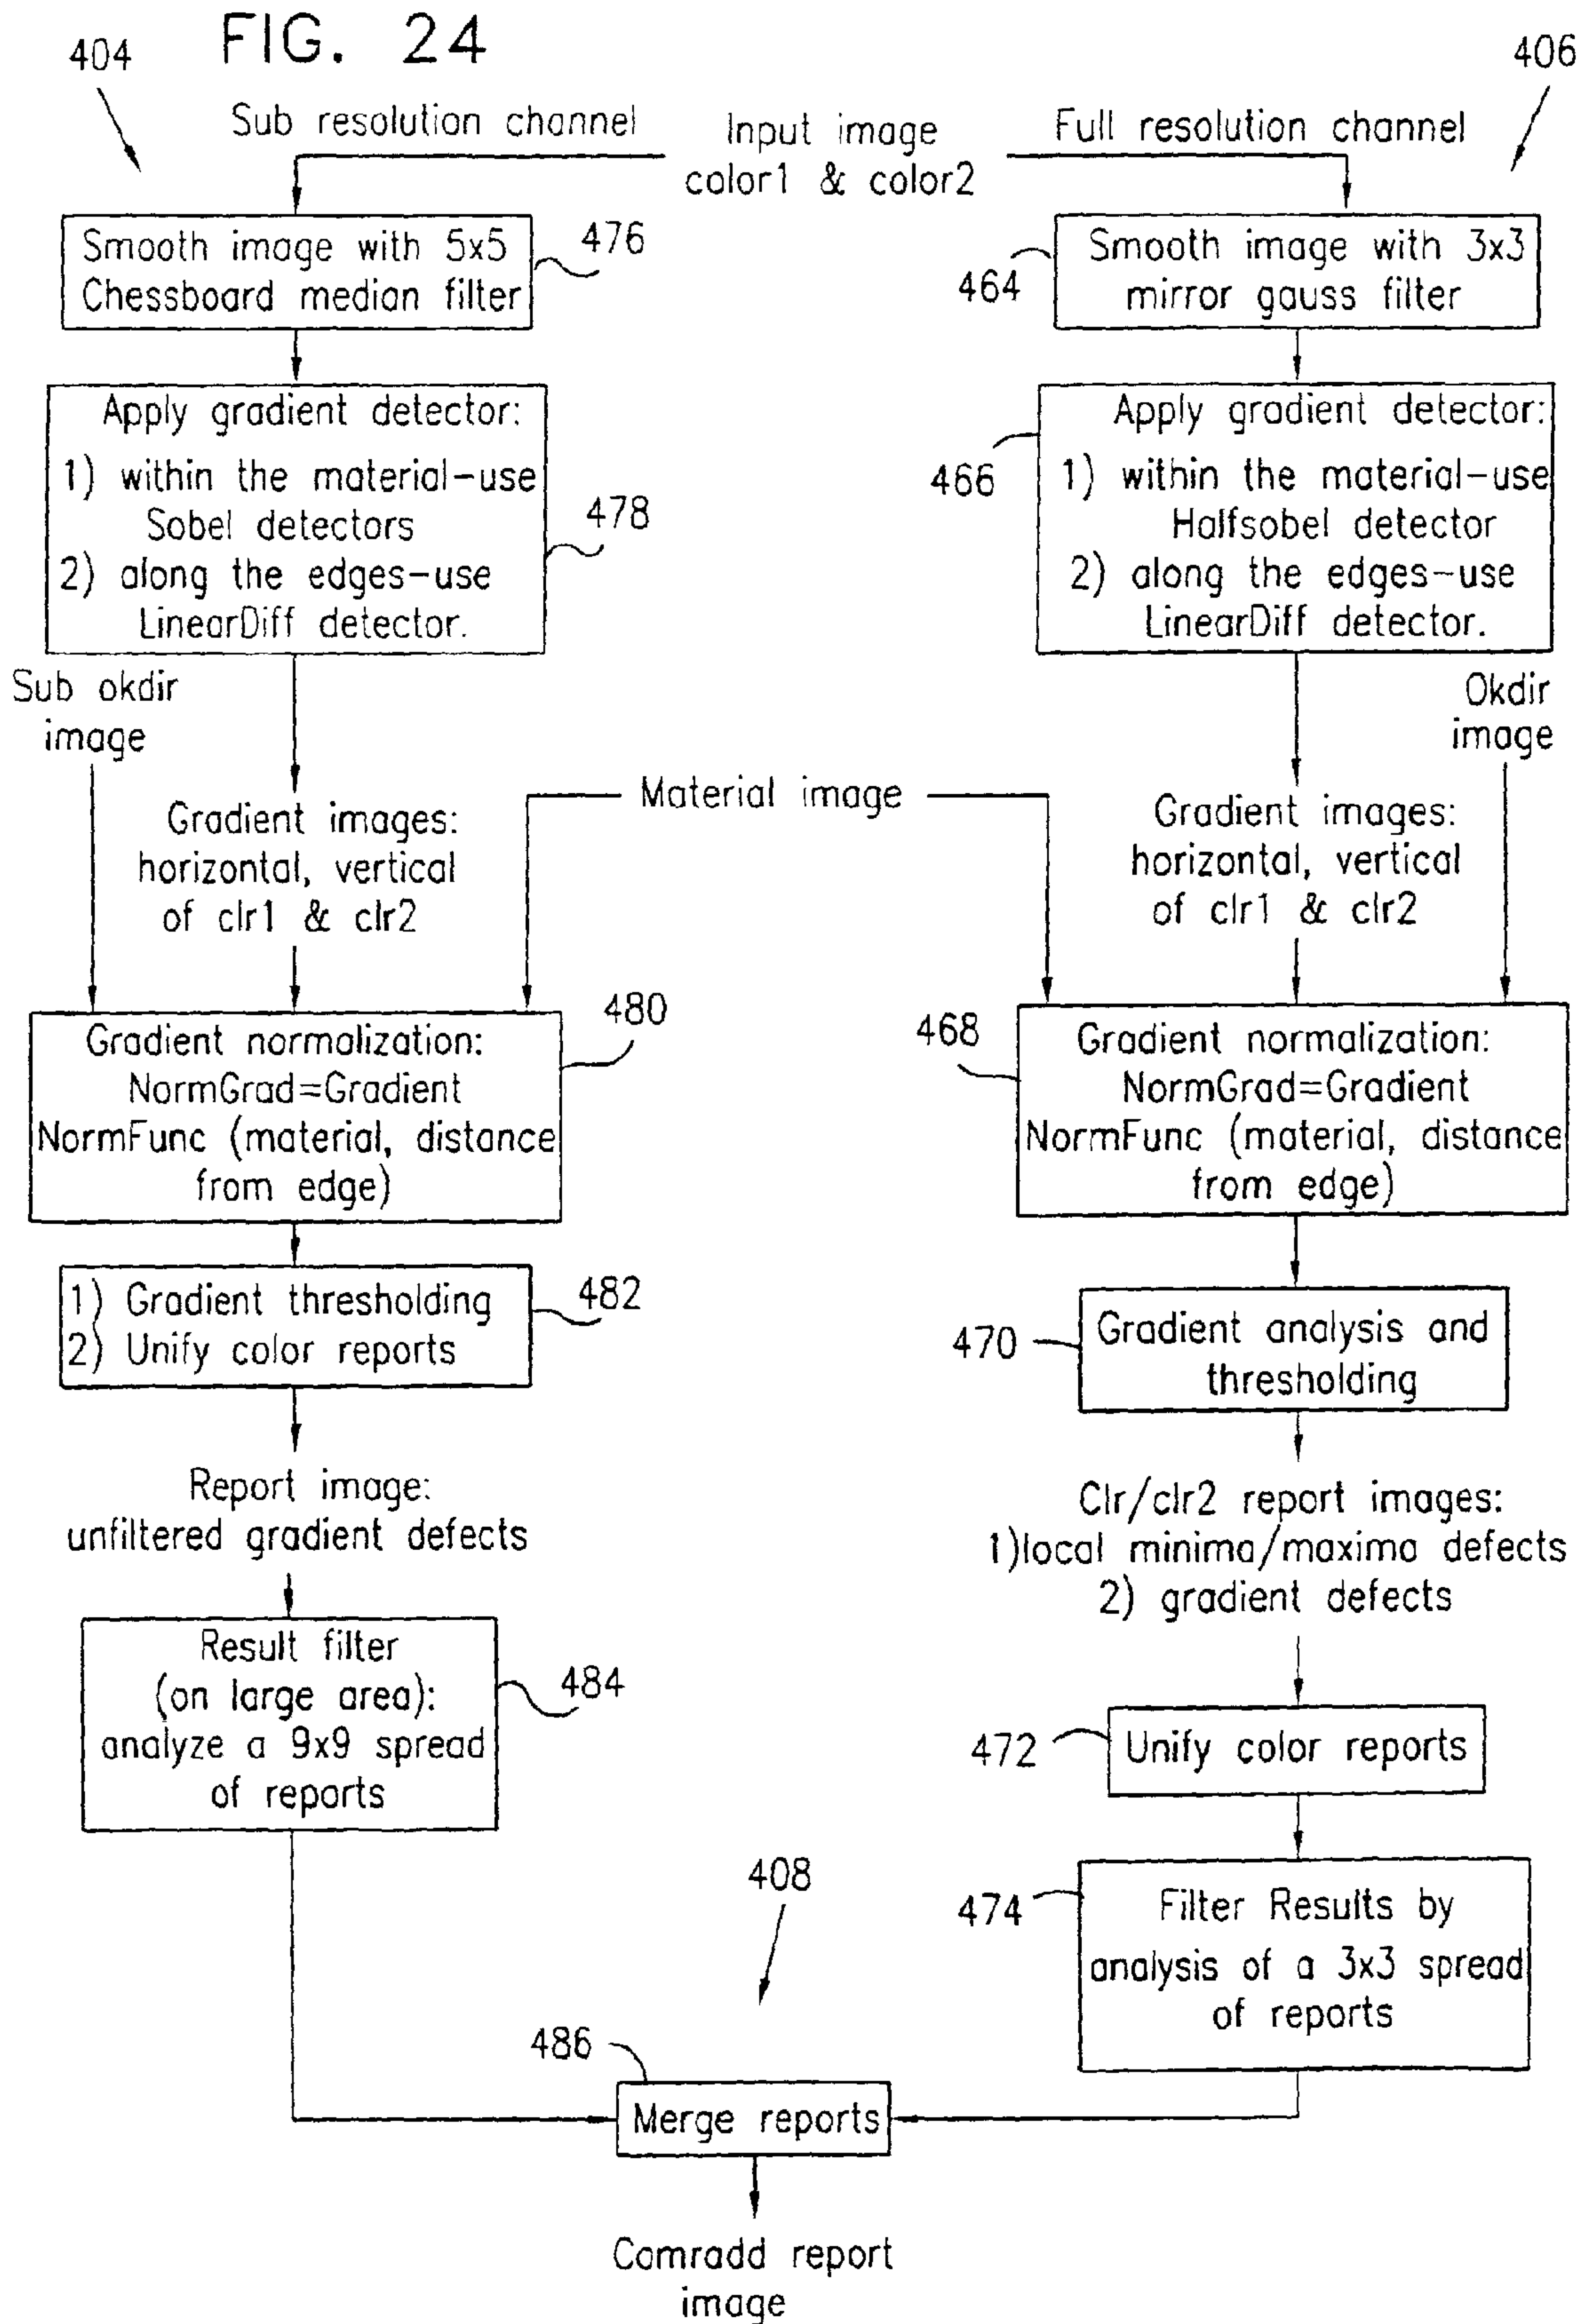 FIG. 24
404
406
Sub resolution channel
Input image
color1 & color2
Full resolution channel
Smooth image with 5x5
Chessboard median filter
476
464
Smooth image with 3x3
mirror gauss filter
Apply gradient detector:
1) within the material-use
Sobel detectors
2) along the edges-use
LinearDiff detector.
478
466
Apply gradient detector:
1) within the material-use
Halfsobel detector
2) along the edges-use
LinearDiff detector.
Sub okdir
image
Okdir
image
Material image
Gradient images:
horizontal, vertical
of clr1 & clr2
Gradient images:
horizontal, vertical
of clr1 & clr2
480
Gradient normalization:
NormGrad=Gradient
NormFunc (material, distance
from edge)
468
Gradient normalization:
NormGrad=Gradient
NormFunc (material, distance
from edge)
1) Gradient thresholding
2) Unify color reports
482
470
Gradient analysis and
thresholding
Report image:
unfiltered gradient defects
Clr/clr2 report images:
1)local minima/maxima defects
2) gradient defects
Result filter
(on large area):
analyze a 9x9 spread
of reports
484
472
Unify color reports
408
474
Filter Results by
analysis of a 3x3 spread
of reports
486
Merge reports
Camradd report
image